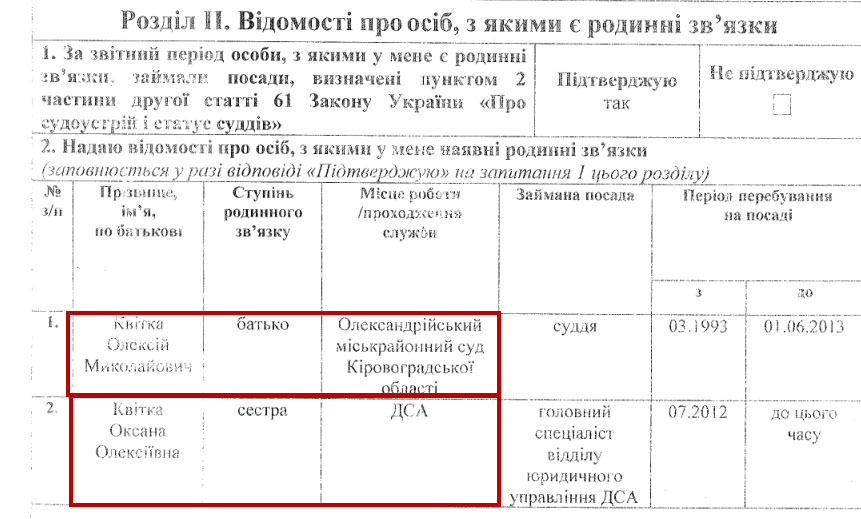 Розділ ІІ. Відомості про осіб, з якими є родинні зв’язки
1. За звітний період особи, з якими у мене є родинні
зв’язки, займали посади, визначені пунктом 2
частини другої статті 61 Закону України «Про
судоустрій і статус суддів»
Підтверджую
так
Не підтверджую
2. Надаю відомості про осіб, з якими у мене наявні родинні зв’язки
(заповнюється у разі відповіді «Підтверджую» на запитання 1 цього розділу)
№
з/п
Прізвище,
ім’я,
по батькові
Ступінь
родинного
зв’язку
Місце роботи
/проходження
служби
Займана посада
Період перебування
на посаді
з
до
1.
Квітка
Олексій
Миколайович
батько
Олександрійський
міськрайонний суд
Кіровоградської
області
суддя
03.1993
01.06.2013
2.
Квітка
Оксана
Олексіївна
сестра
ДСА
головний
спеціаліст
відділу
юридичного
управління ДСА
07.2012
до цього
часу